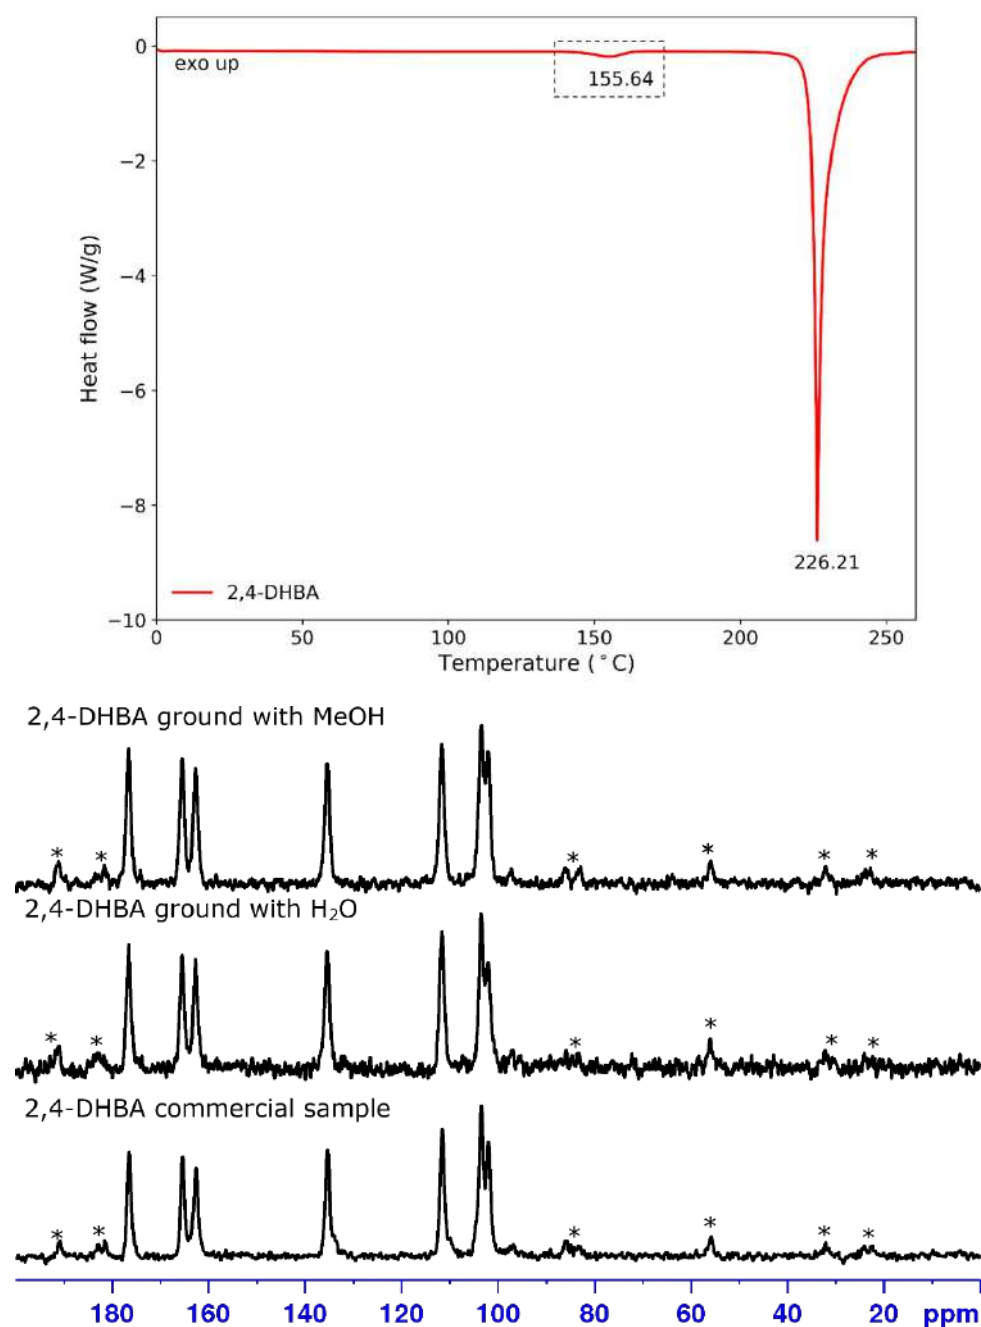 0
exo up
155.64
−2
−4
Heat flow (W/g)
−6
−8
226.21
2,4-DHBA
−10
0 50 100 150 200 250
Temperature (°C)
2,4-DHBA ground with MeOH
* * * * * *
2,4-DHBA ground with H₂O
* * * * * *
2,4-DHBA commercial sample
* * * * * *
180 160 140 120 100 80 60 40 20 ppm